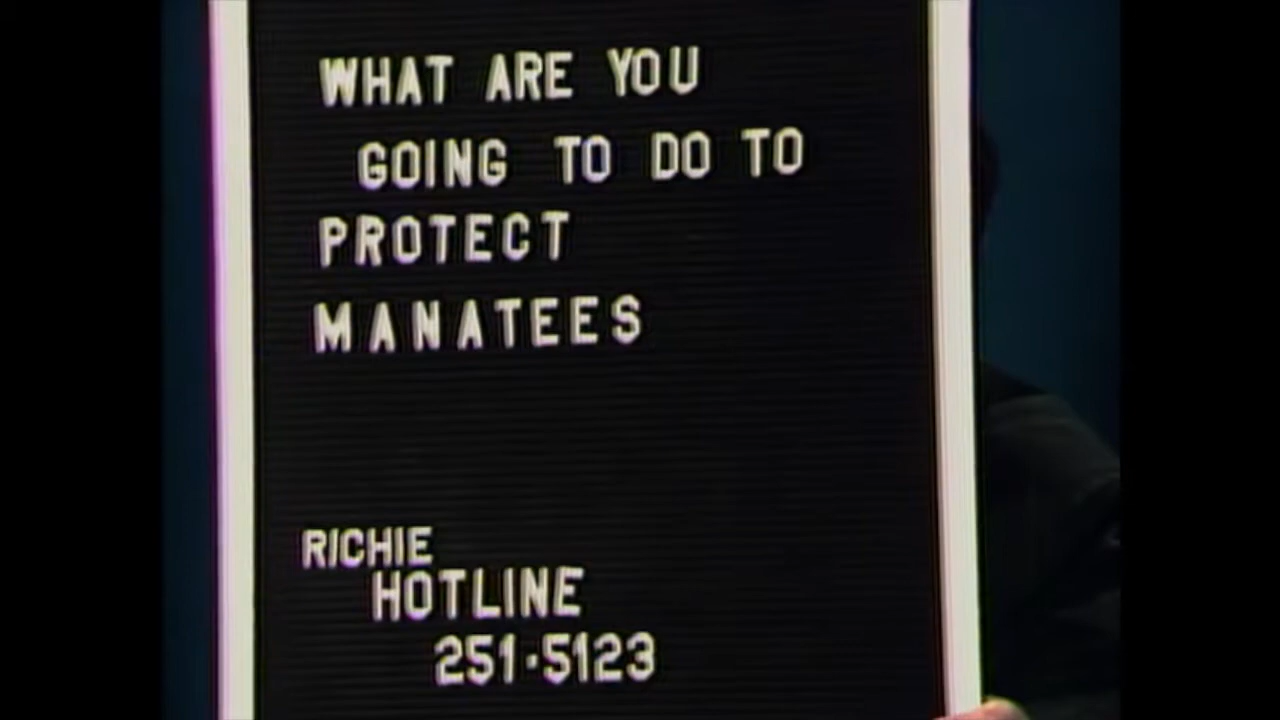 WHAT ARE YOU
GOING TO DO TO
PROTECT
MANATEES
RICHIE
HOTLINE
251-5123